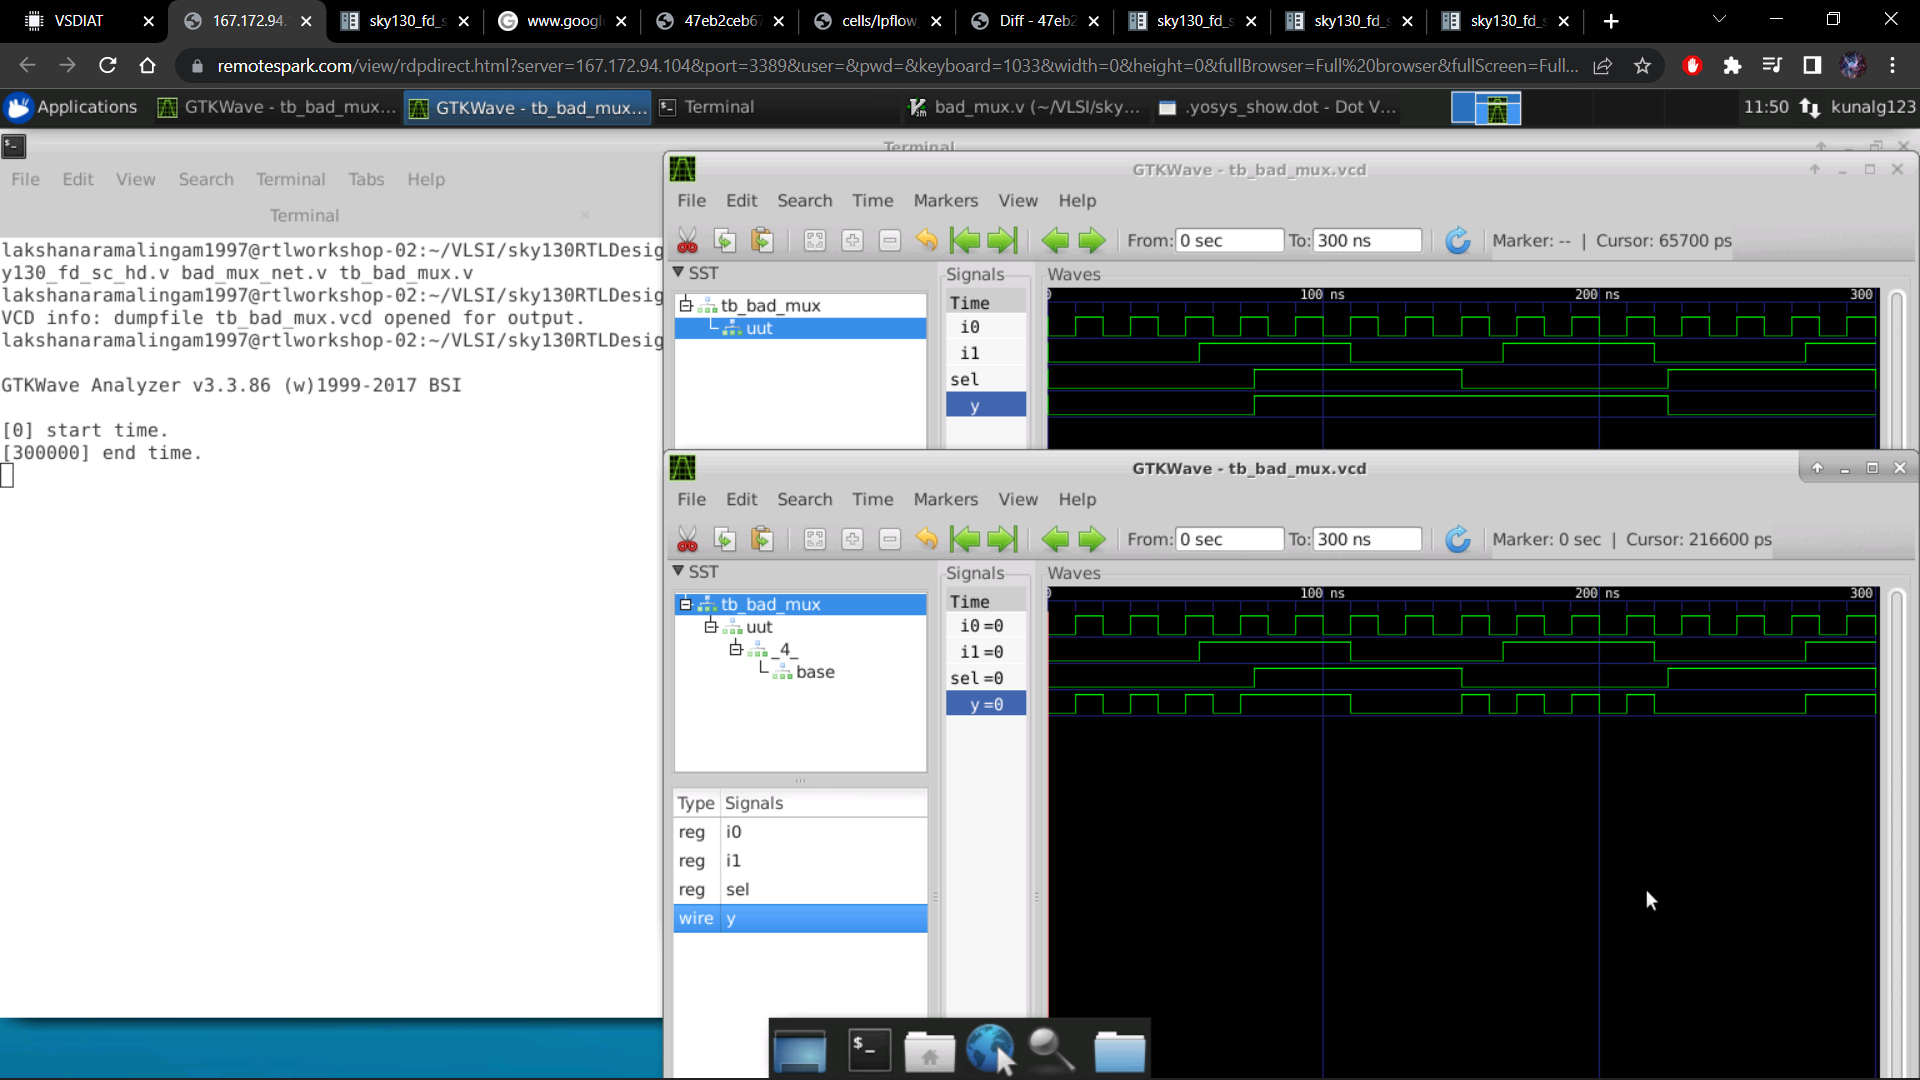 VSDIAT
167.172.94.
sky130_fd_s
www.googl
47eb2ceb67
cells/lpflow
Diff - 47eb2
sky130_fd_s
sky130_fd_s
sky130_fd_s
remotespark.com/view/rdpdirect.html?server=167.172.94.104&port=3389&user=&pwd=&keyboard=1033&width=0&height=0&fullBrowser=Full%20browser&fullScreen=Full...
Applications
GTKWave - tb_bad_mux...
GTKWave - tb_bad_mux...
Terminal
bad_mux.v (~/VLSI/sky...
.yosys_show.dot - Dot V...
11:50
kunalg123
Terminal
File Edit View Search Terminal Tabs Help
Terminal
lakshanaramalingam1997@rtlworkshop-02:~/VLSI/sky130RTLDesig
y130_fd_sc_hd.v bad_mux_net.v tb_bad_mux.v
lakshanaramalingam1997@rtlworkshop-02:~/VLSI/sky130RTLDesig
VCD info: dumpfile tb_bad_mux.vcd opened for output.
lakshanaramalingam1997@rtlworkshop-02:~/VLSI/sky130RTLDesig
GTKWave Analyzer v3.3.86 (w)1999-2017 BSI
[0] start time.
[300000] end time.
GTKWave - tb_bad_mux.vcd
File Edit Search Time Markers View Help
From: 0 sec To: 300 ns Marker: -- | Cursor: 65700 ps
SST
tb_bad_mux
uut
Signals
Time
i0
i1
sel
y
Waves
100 ns 200 ns 300
GTKWave - tb_bad_mux.vcd
File Edit Search Time Markers View Help
From: 0 sec To: 300 ns Marker: 0 sec | Cursor: 216600 ps
SST
tb_bad_mux
uut
_4_
base
Type Signals
reg i0
reg i1
reg sel
wire y
Signals
Time
i0 =0
i1 =0
sel =0
y =0
Waves
100 ns 200 ns 300